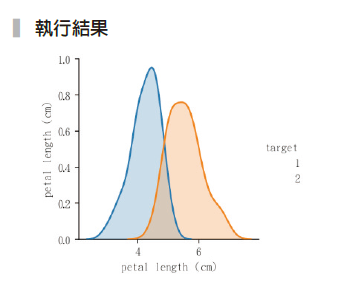 執行結果
1.0
0.8
0.6
0.4
0.2
0.0
petal length (cm)
4
6
petal length (cm)
target
1
2